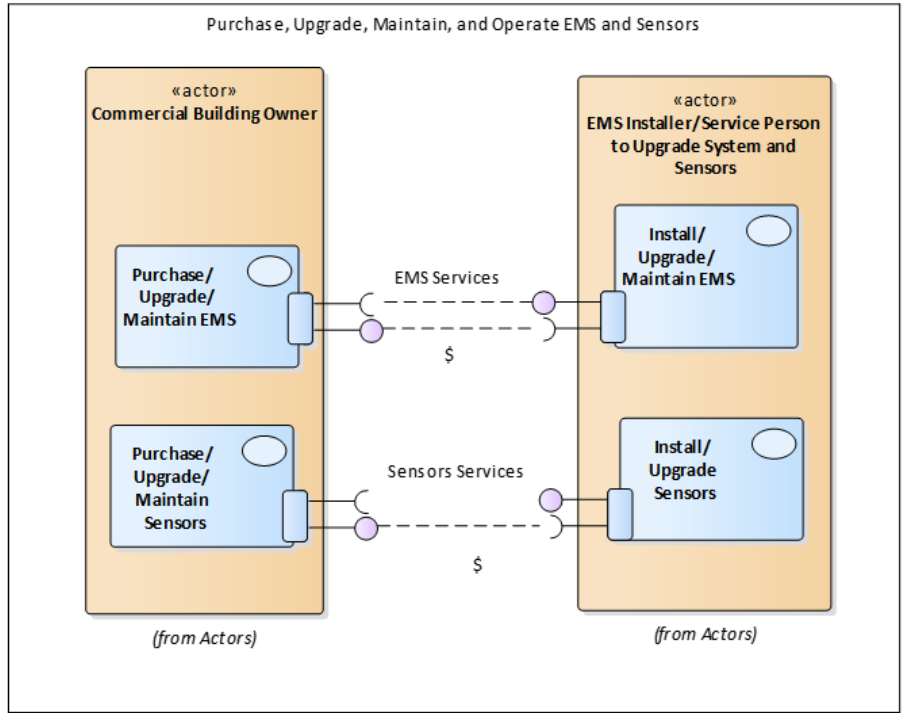 Purchase, Upgrade, Maintain, and Operate EMS and Sensors
«actor»
Commercial Building Owner
Purchase/
Upgrade/
Maintain EMS
Purchase/
Upgrade/
Maintain
Sensors
(from Actors)
EMS Services
$
Sensors Services
$
«actor»
EMS Installer/Service Person
to Upgrade System and
Sensors
Install/
Upgrade/
Maintain EMS
Install/
Upgrade
Sensors
(from Actors)